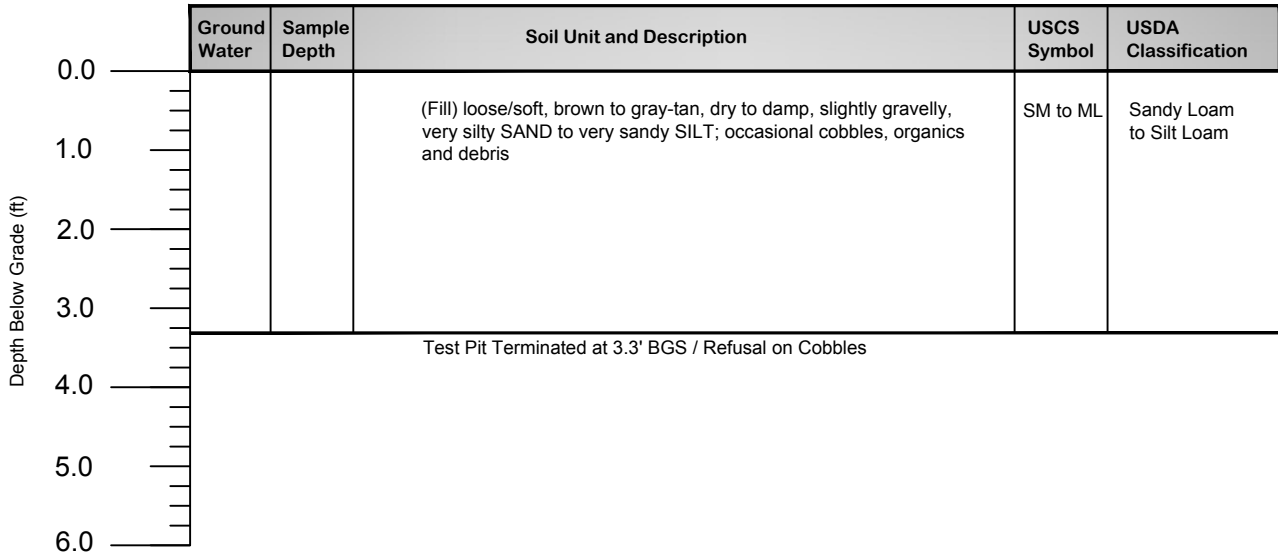 Ground Water
Sample Depth
Soil Unit and Description
USCS Symbol
USDA Classification
0.0
(Fill) loose/soft, brown to gray-tan, dry to damp, slightly gravelly,
very silty SAND to very sandy SILT; occasional cobbles, organics
and debris
SM to ML
Sandy Loam
to Silt Loam
1.0
Depth Below Grade (ft)
2.0
3.0
Test Pit Terminated at 3.3' BGS / Refusal on Cobbles
4.0
5.0
6.0